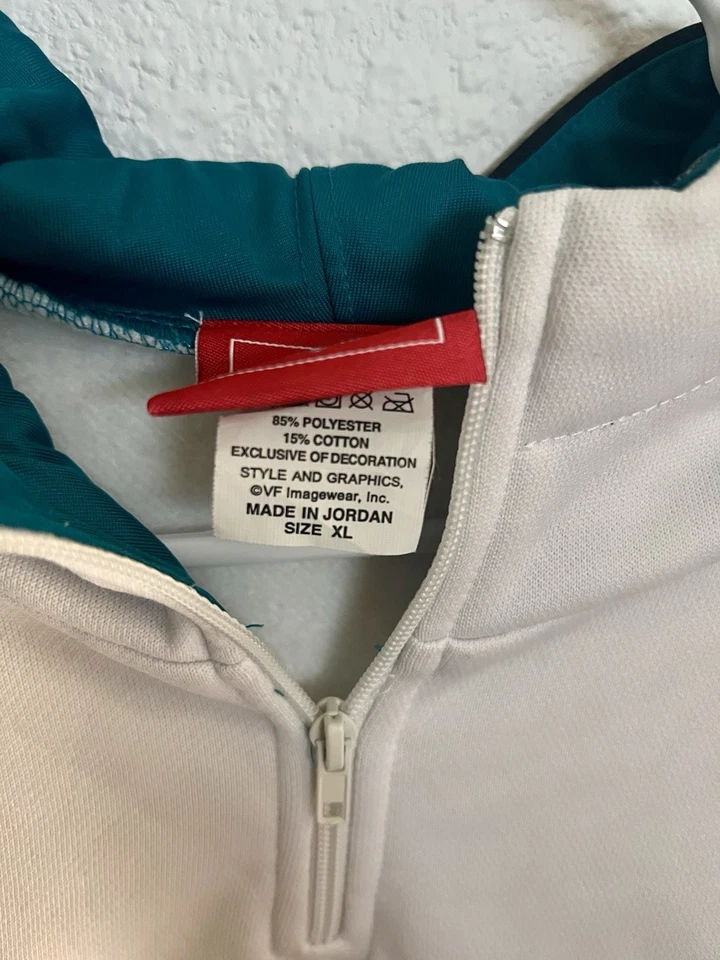 85% POLYESTER
15% COTTON
EXCLUSIVE OF DECORATION
STYLE AND GRAPHICS,
©VF Imagewear, Inc.
MADE IN JORDAN
SIZE XL